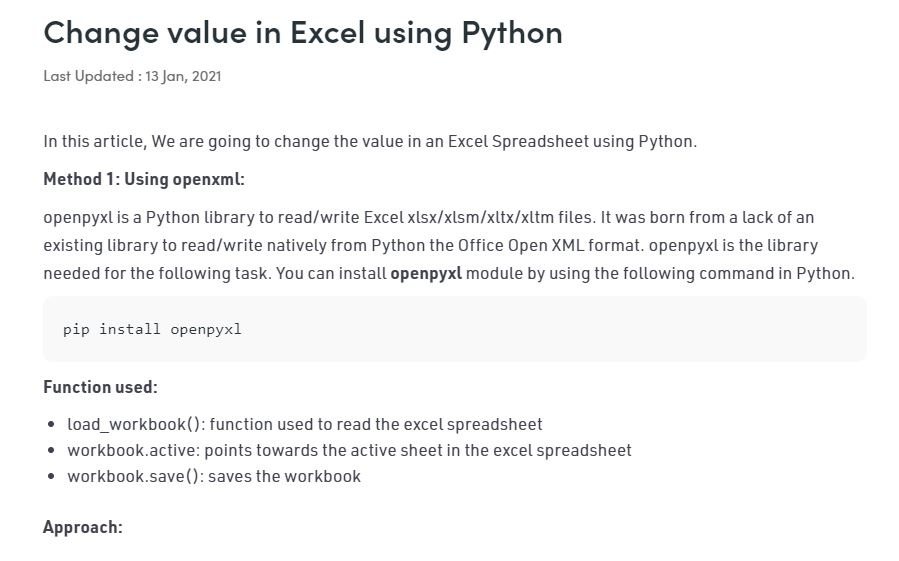 Change value in Excel using Python
Last Updated : 13 Jan, 2021
In this article, We are going to change the value in an Excel Spreadsheet using Python.
Method 1: Using openxml:
openpyxl is a Python library to read/write Excel xlsx/xlsm/xltx/xltm files. It was born from a lack of an
existing library to read/write natively from Python the Office Open XML format. openpyxl is the library
needed for the following task. You can install openpyxl module by using the following command in Python.
pip install openpyxl
Function used:
• load_workbook(): function used to read the excel spreadsheet
• workbook.active: points towards the active sheet in the excel spreadsheet
• workbook.save(): saves the workbook
Approach: